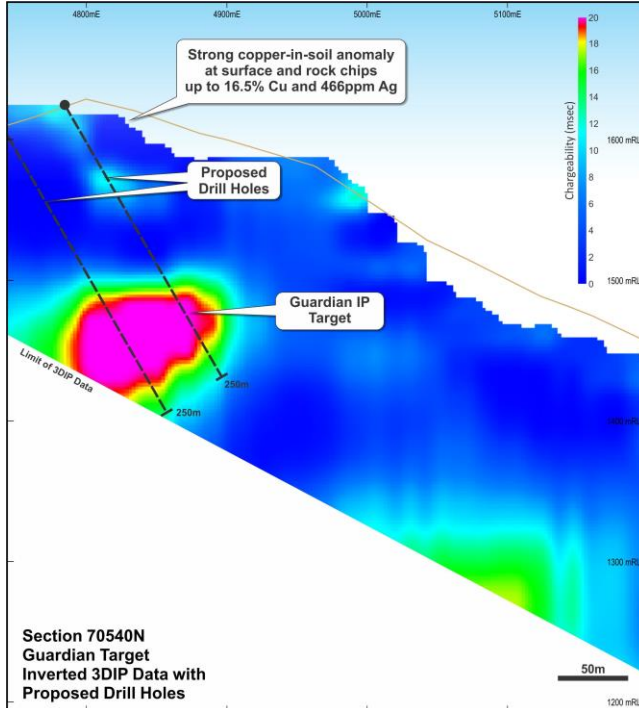 4800mE
4900mE
5000mE
5100mE
Strong copper-in-soil anomaly
at surface and rock chips
up to 16.5% Cu and 466ppm Ag
20
18
16
14
12
10
8
6
4
2
0
Chargeability (msec)
1600 mRL
Proposed
Drill Holes
1500 mRL
Guardian IP
Target
Limit of 3DIP Data
250m
250m
1400 mRL
1300 mRL
Section 70540N
Guardian Target
Inverted 3DIP Data with
Proposed Drill Holes
50m
1200 mRL